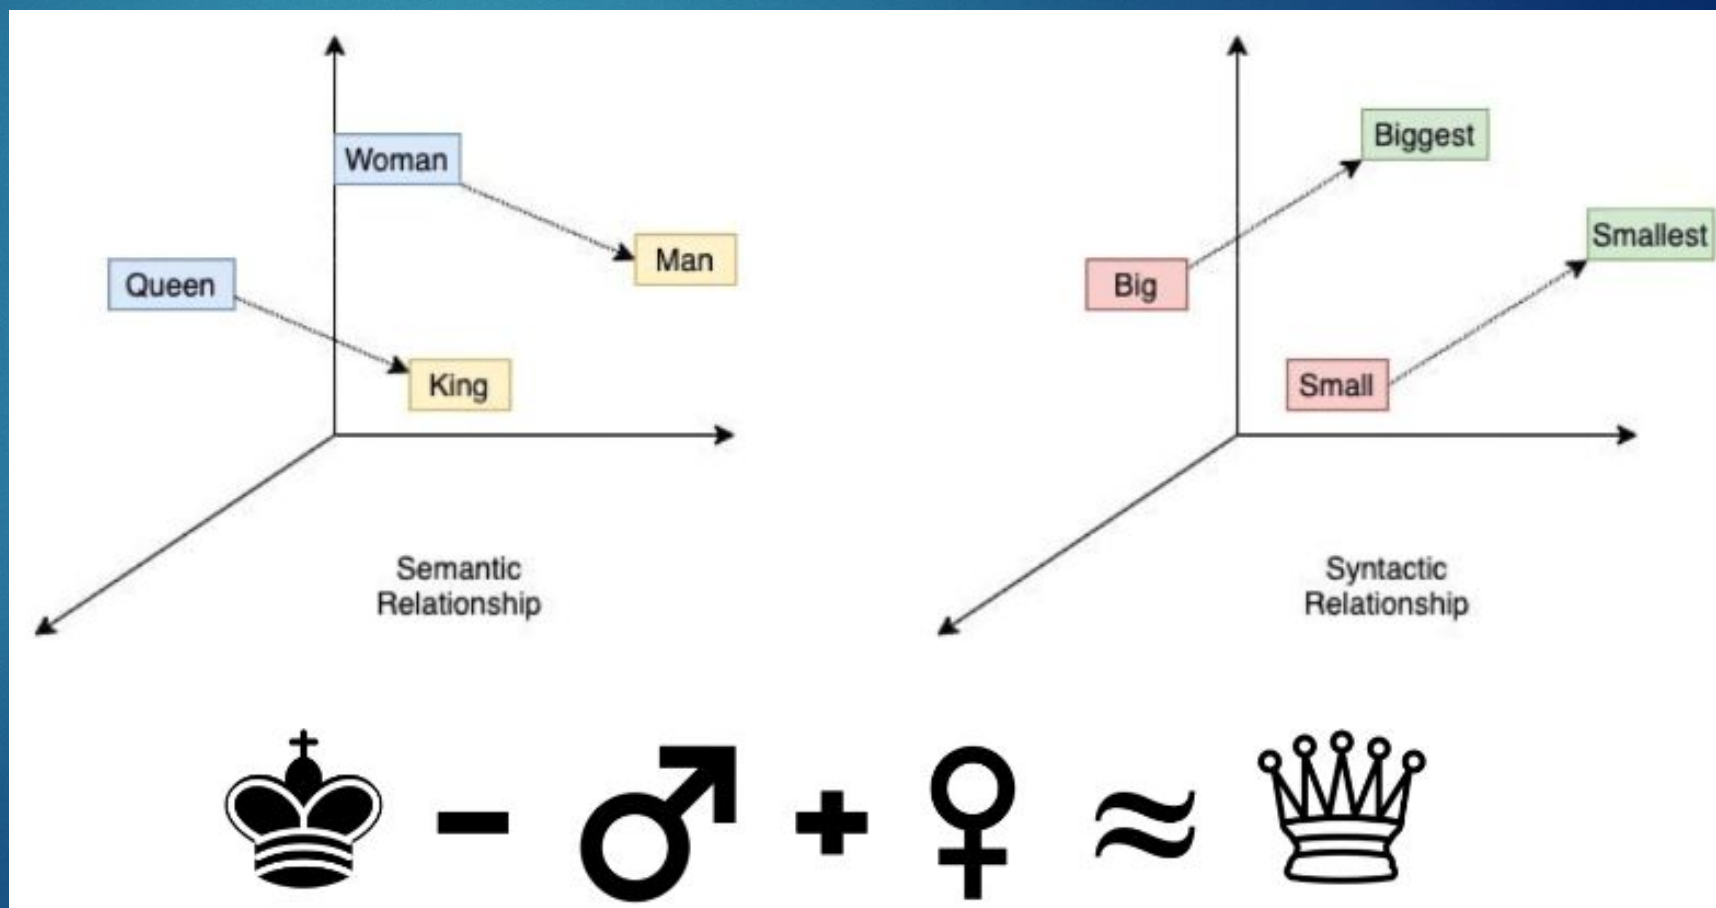 Woman
Man
Queen
King
Semantic
Relationship
Biggest
Smallest
Big
Small
Syntactic
Relationship
- + ≈